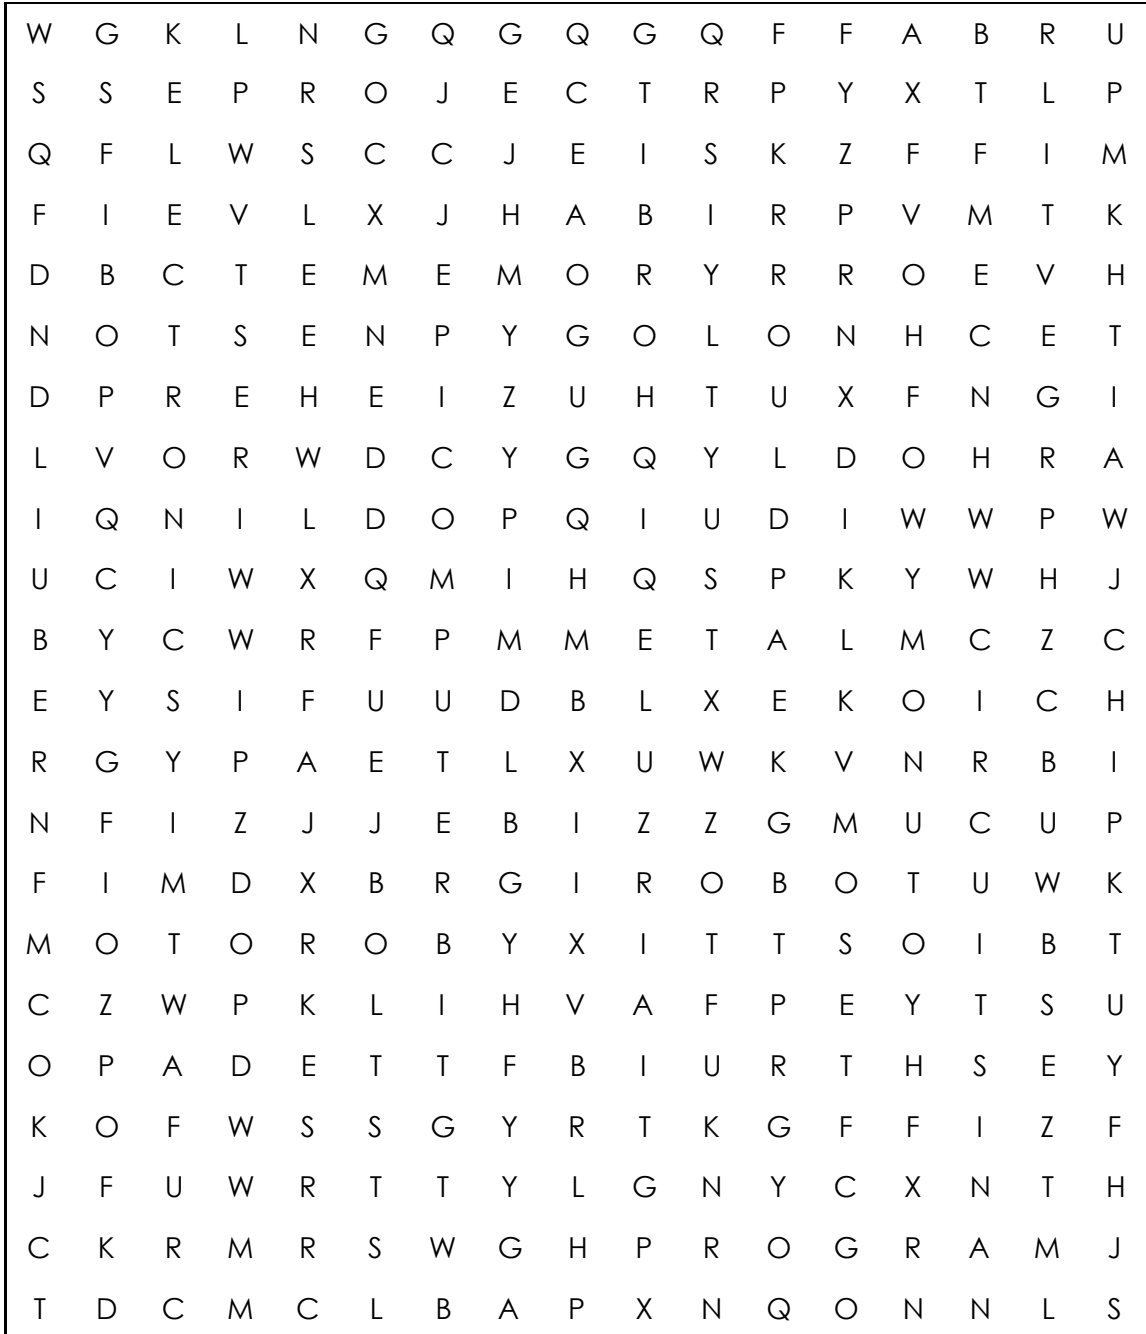 W G K L N G Q G Q G Q F F A B R U
S S E P R O J E C T R P Y X T L P
Q F L W S C C J E I S K Z F F I M
F I E V L X J H A B I R P V M T K
D B C T E M E M O R Y R R O E V H
N O T S E N P Y G O L O N H C E T
D P R E H E I Z U H T U X F N G I
L V O R W D C Y G Q Y L D O H R A
I Q N I L D O P Q I U D I W W P W
U C I W X Q M I H Q S P K Y W H J
B Y C W R F P M M E T A L M C Z C
E Y S I F U U D B L X E K O I C H
R G Y P A E T L X U W K V N R B I
N F I Z J J E B I Z Z G M U C U P
F I M D X B R G I R O B O T U W K
M O T O R O B Y X I T T S O I B T
C Z W P K L I H V A F P E Y T S U
O P A D E T T F B I U R T H S E Y
K O F W S S G Y R T K G F F I Z F
J F U W R T T Y L G N Y C X N T H
C K R M R S W G H P R O G R A M J
T D C M C L B A P X N Q O N N L S